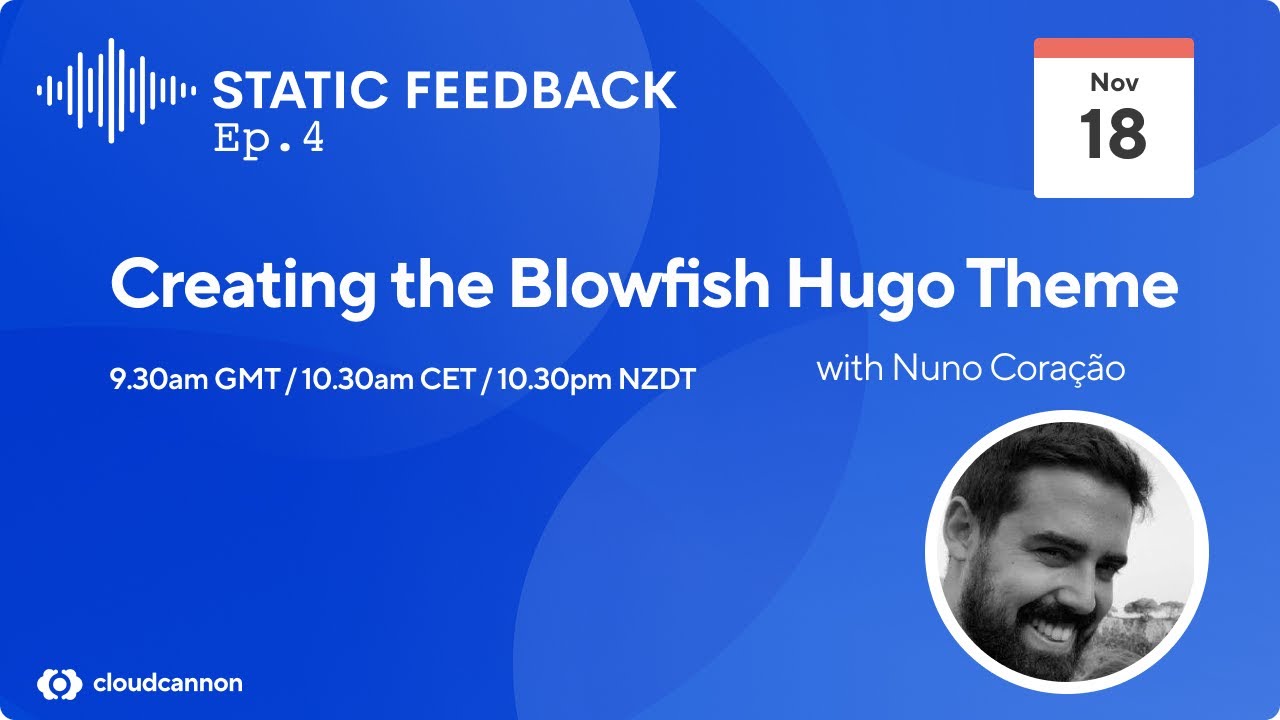 STATIC FEEDBACK
Ep.4
Nov
18
Creating the Blowfish Hugo Theme
9.30am GMT / 10.30am CET / 10.30pm NZDT
with Nuno Coração
cloudcannon